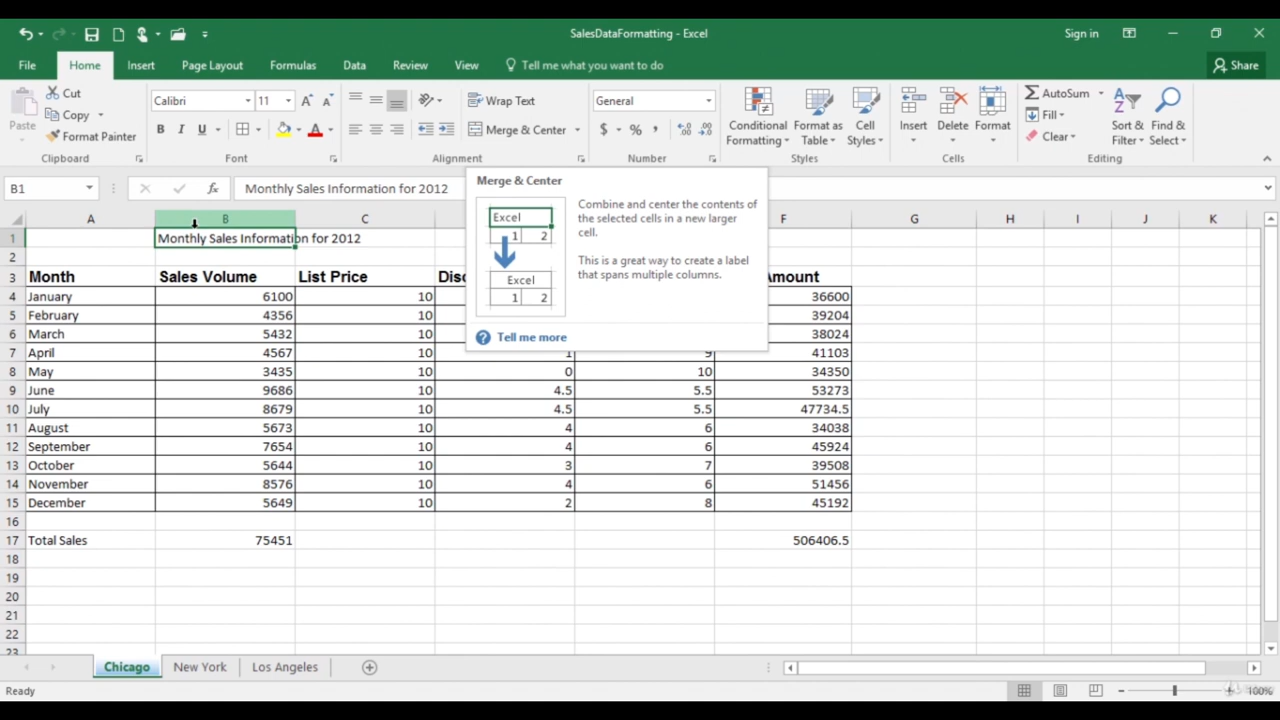 SalesDataFormatting - Excel
Sign in
File Home Insert Page Layout Formulas Data Review View Tell me what you want to do Share
Paste
Cut
Copy
Format Painter
Clipboard
Calibri 11
B I U A
Font
Wrap Text
Merge & Center
Alignment
General
$ % ,
Number
Conditional Formatting
Format as Table
Cell Styles
Styles
Insert Delete Format
Cells
AutoSum
Fill
Clear
Sort & Filter
Find & Select
Editing
B1 fx Monthly Sales Information for 2012
Merge & Center
Excel
1 2
Excel
1 2
Combine and center the contents of
the selected cells in a new larger
cell.
This is a great way to create a label
that spans multiple columns.
Tell me more
A B C F G H I J K
1 Monthly Sales Information for 2012
2
3 Month Sales Volume List Price
4 January 6100 10 36600
5 February 4356 10 39204
6 March 5432 10 38024
7 April 4567 10 1 9 41103
8 May 3435 10 0 10 34350
9 June 9686 10 4.5 5.5 53273
10 July 8679 10 4.5 5.5 47734.5
11 August 5673 10 4 6 34038
12 September 7654 10 4 6 45924
13 October 5644 10 3 7 39508
14 November 8576 10 4 6 51456
15 December 5649 10 2 8 45192
16
17 Total Sales 75451 506406.5
18
19
20
21
22
23
Chicago New York Los Angeles
Ready 100%